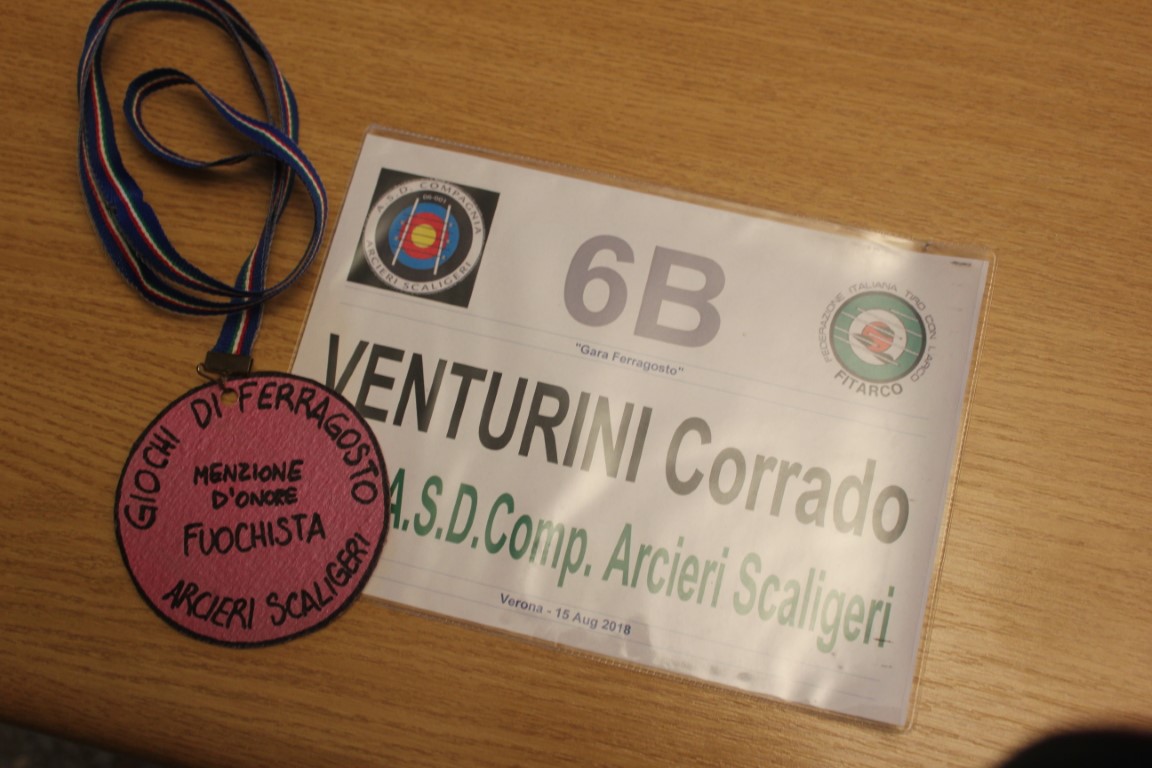 A.S.D. COMPAGNIA
ARCIERI SCALIGERI
6B
"Gara Ferragosto"
FEDERAZIONE ITALIANA TIRO CON L'ARCO
FITARCO
VENTURINI Corrado
A.S.D.Comp. Arcieri Scaligeri
Verona - 15 Aug 2018
GIOCHI DI FERRAGOSTO
MENZIONE
D'ONORE
FUOCHISTA
ARCIERI SCALIGERI